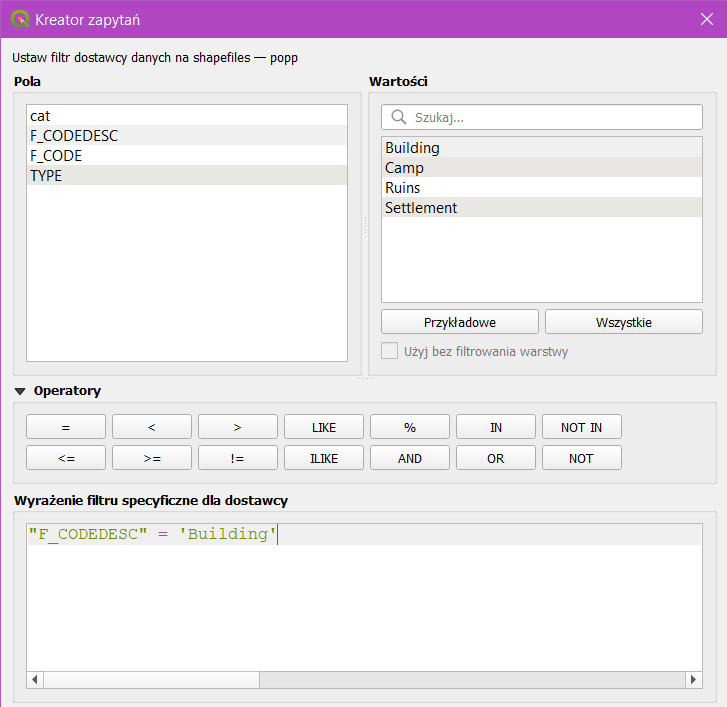 Kreator zapytań
Ustaw filtr dostawcy danych na shapefiles — popp
Pola
cat
F_CODEDESC
F_CODE
TYPE
Wartości
Szukaj...
Building
Camp
Ruins
Settlement
Przykładowe
Wszystkie
Użyj bez filtrowania warstwy
Operatory
= < > LIKE % IN NOT IN
<= >= != ILIKE AND OR NOT
Wyrażenie filtru specyficzne dla dostawcy
"F_CODEDESC" = 'Building'